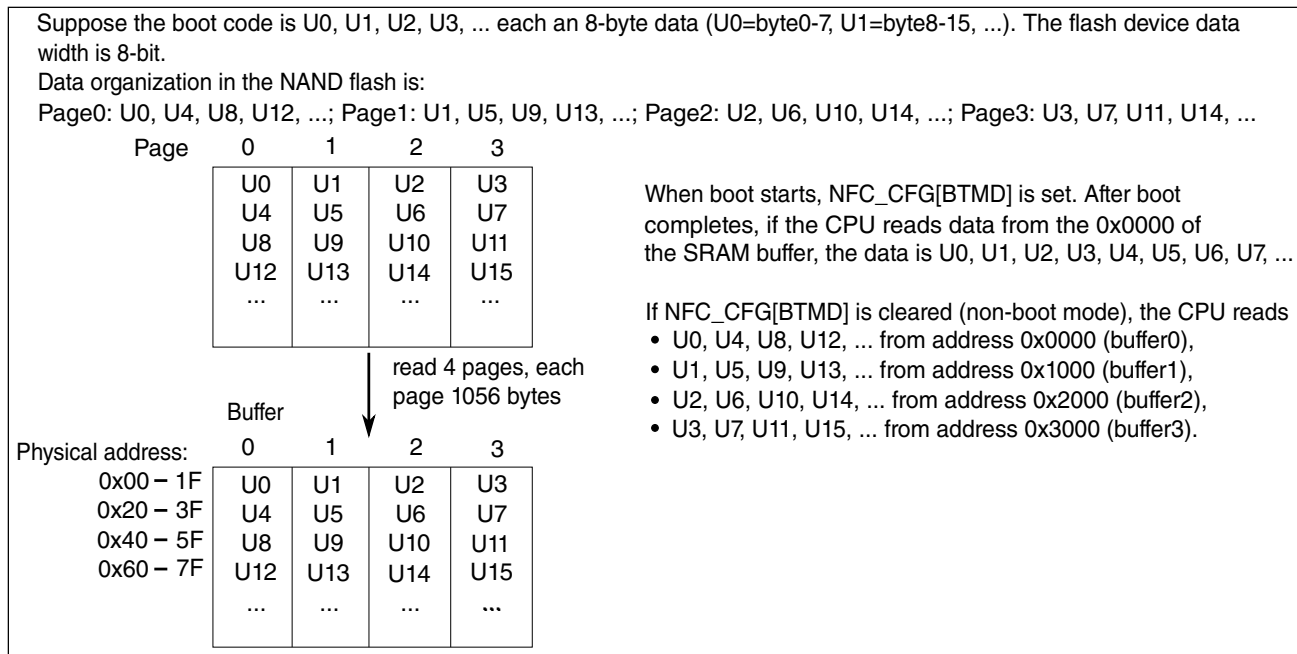 Suppose the boot code is U0, U1, U2, U3, ... each an 8-byte data (U0=byte0-7, U1=byte8-15, ...). The flash device data
width is 8-bit.
Data organization in the NAND flash is:
Page0: U0, U4, U8, U12, ...; Page1: U1, U5, U9, U13, ...; Page2: U2, U6, U10, U14, ...; Page3: U3, U7, U11, U14, ...
Page 0 1 2 3
U0 U1 U2 U3
U4 U5 U6 U7
U8 U9 U10 U11
U12 U13 U14 U15
... ... ... ...
read 4 pages, each
page 1056 bytes
Buffer
Physical address: 0 1 2 3
0x00 – 1F U0 U1 U2 U3
0x20 – 3F U4 U5 U6 U7
0x40 – 5F U8 U9 U10 U11
0x60 – 7F U12 U13 U14 U15
... ... ... ...
When boot starts, NFC_CFG[BTMD] is set. After boot
completes, if the CPU reads data from the 0x0000 of
the SRAM buffer, the data is U0, U1, U2, U3, U4, U5, U6, U7, ...
If NFC_CFG[BTMD] is cleared (non-boot mode), the CPU reads
• U0, U4, U8, U12, ... from address 0x0000 (buffer0),
• U1, U5, U9, U13, ... from address 0x1000 (buffer1),
• U2, U6, U10, U14, ... from address 0x2000 (buffer2),
• U3, U7, U11, U15, ... from address 0x3000 (buffer3).